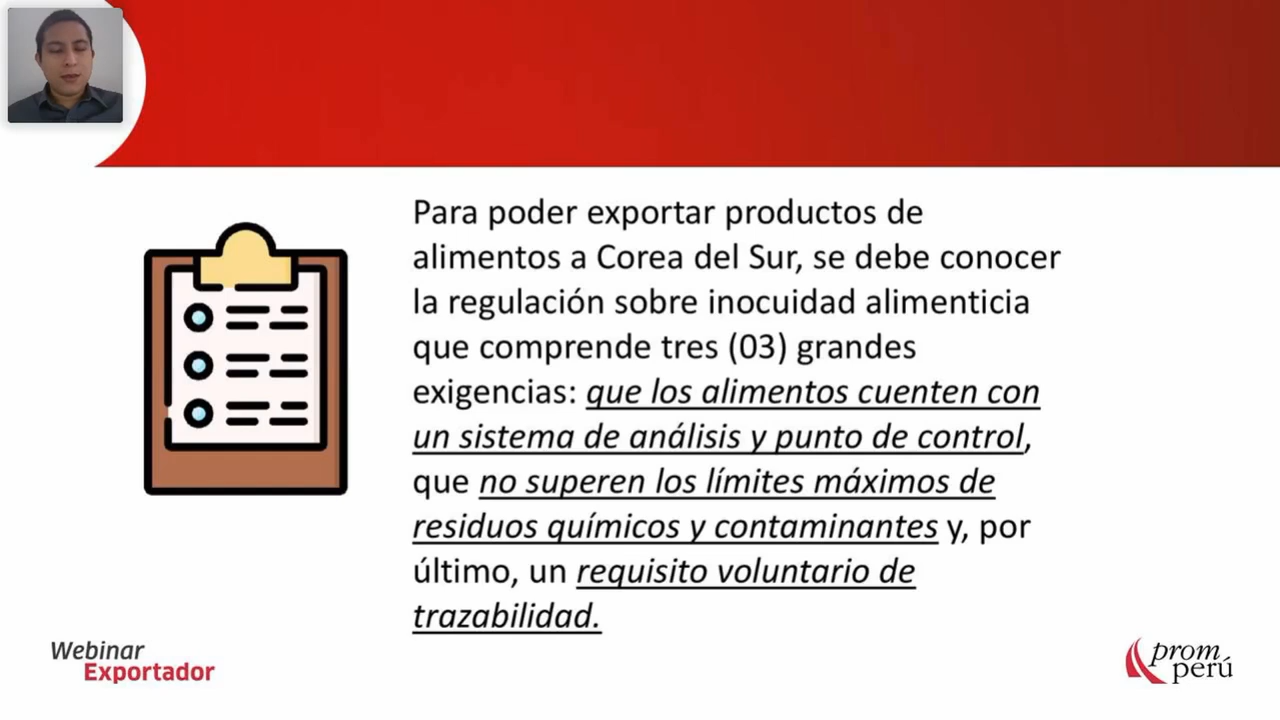 Para poder exportar productos de
alimentos a Corea del Sur, se debe conocer
la regulación sobre inocuidad alimenticia
que comprende tres (03) grandes
exigencias: que los alimentos cuenten con
un sistema de análisis y punto de control,
que no superen los límites máximos de
residuos químicos y contaminantes y, por
último, un requisito voluntario de
trazabilidad.
Webinar
Exportador
prom
perú